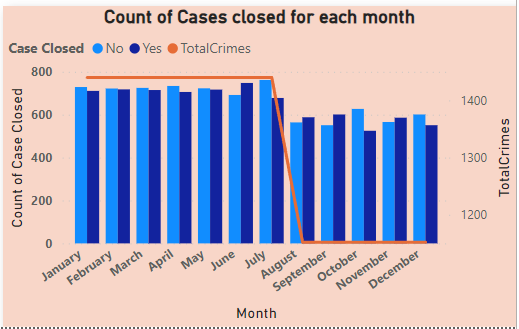 Count of Cases closed for each month
Case Closed No Yes TotalCrimes
800
600
400
200
0
Count of Case Closed
1400
1300
1200
TotalCrimes
January
February
March
April
May
June
July
August
September
October
November
December
Month